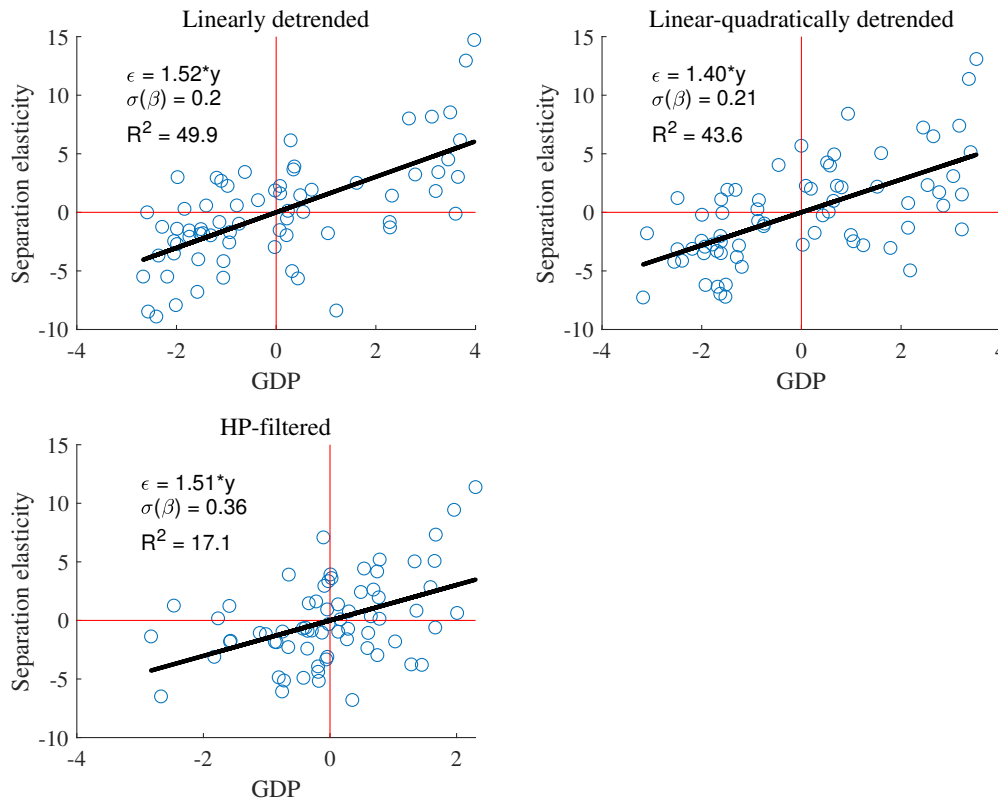 Linearly detrended
15
10
5
0
-5
-10
Separation elasticity
ϵ = 1.52*y
σ(β) = 0.2
R² = 49.9
-4
-2
0
2
4
GDP
Linear-quadratically detrended
15
10
5
0
-5
-10
Separation elasticity
ϵ = 1.40*y
σ(β) = 0.21
R² = 43.6
-4
-2
0
2
4
GDP
HP-filtered
15
10
5
0
-5
-10
Separation elasticity
ϵ = 1.51*y
σ(β) = 0.36
R² = 17.1
-4
-2
0
2
GDP